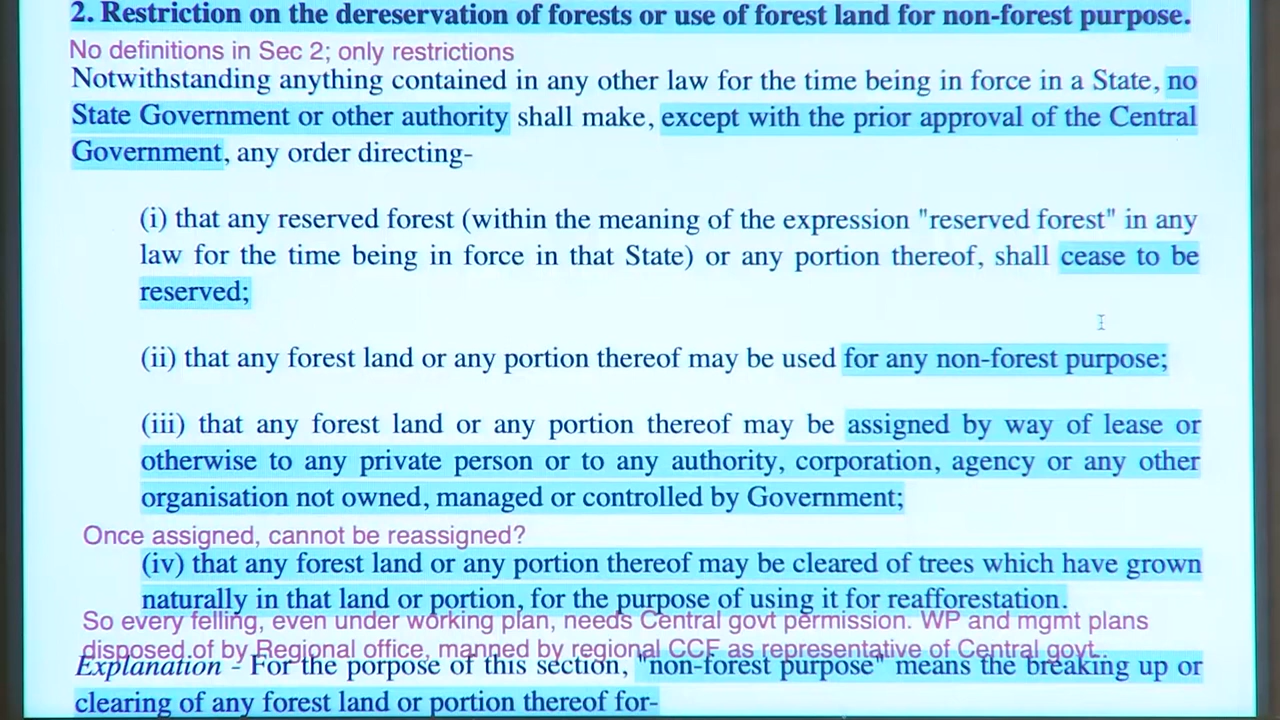 2. Restriction on the dereservation of forests or use of forest land for non-forest purpose.
No definitions in Sec 2; only restrictions
Notwithstanding anything contained in any other law for the time being in force in a State, no
State Government or other authority shall make, except with the prior approval of the Central
Government, any order directing-
(i) that any reserved forest (within the meaning of the expression "reserved forest" in any
law for the time being in force in that State) or any portion thereof, shall cease to be
reserved;
(ii) that any forest land or any portion thereof may be used for any non-forest purpose;
(iii) that any forest land or any portion thereof may be assigned by way of lease or
otherwise to any private person or to any authority, corporation, agency or any other
organisation not owned, managed or controlled by Government;
Once assigned, cannot be reassigned?
(iv) that any forest land or any portion thereof may be cleared of trees which have grown
naturally in that land or portion, for the purpose of using it for reafforestation.
So every felling, even under working plan, needs Central govt permission. WP and mgmt plans
disposed of by Regional office, manned by regional CCF as representative of Central govt..
Explanation - For the porpose of this section, "non-forest purpose" means the breaking up or
clearing of any forest land or portion thereof for-